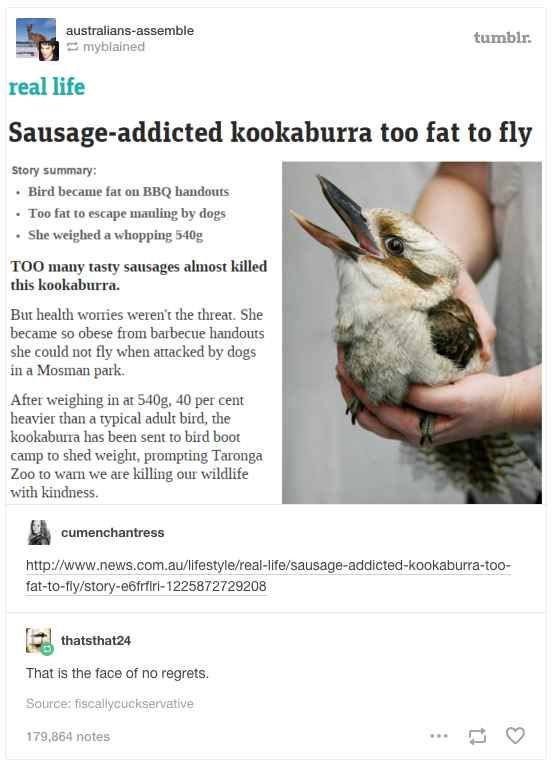 australians-assemble
myblained
tumblr.
real life
Sausage-addicted kookaburra too fat to fly
Story summary:
• Bird became fat on BBQ handouts
• Too fat to escape mauling by dogs
• She weighed a whopping 540g
TOO many tasty sausages almost killed
this kookaburra.
But health worries weren't the threat. She
became so obese from barbecue handouts
she could not fly when attacked by dogs
in a Mosman park.
After weighing in at 540g, 40 per cent
heavier than a typical adult bird, the
kookaburra has been sent to bird boot
camp to shed weight, prompting Taronga
Zoo to warn we are killing our wildlife
with kindness.
cumenchantress
http://www.news.com.au/lifestyle/real-life/sausage-addicted-kookaburra-too-
fat-to-fly/story-e6frflri-1225872729208
thatsthat24
That is the face of no regrets.
Source: fiscallycuckservative
179,864 notes